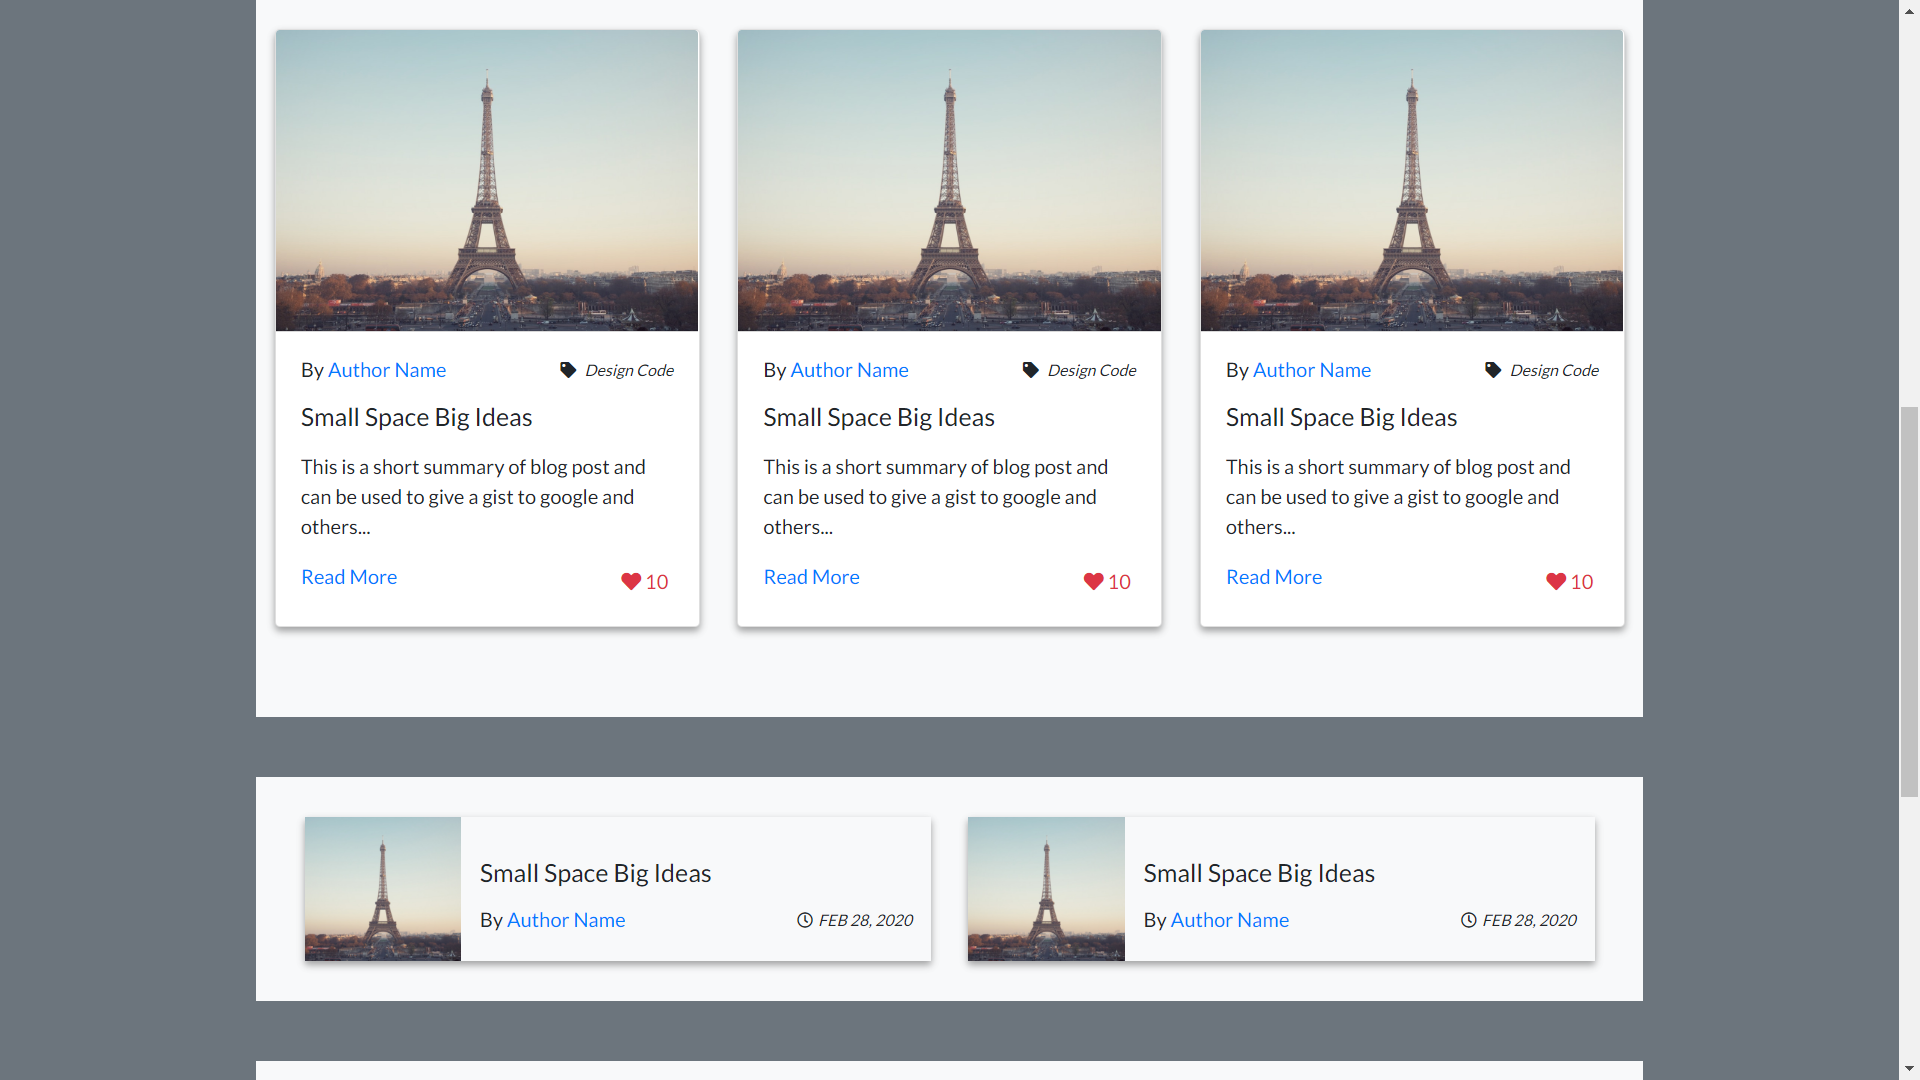 By Author Name Design Code
Small Space Big Ideas
This is a short summary of blog post and
can be used to give a gist to google and
others...
Read More 10
By Author Name Design Code
Small Space Big Ideas
This is a short summary of blog post and
can be used to give a gist to google and
others...
Read More 10
By Author Name Design Code
Small Space Big Ideas
This is a short summary of blog post and
can be used to give a gist to google and
others...
Read More 10
Small Space Big Ideas
By Author Name FEB 28, 2020
Small Space Big Ideas
By Author Name FEB 28, 2020